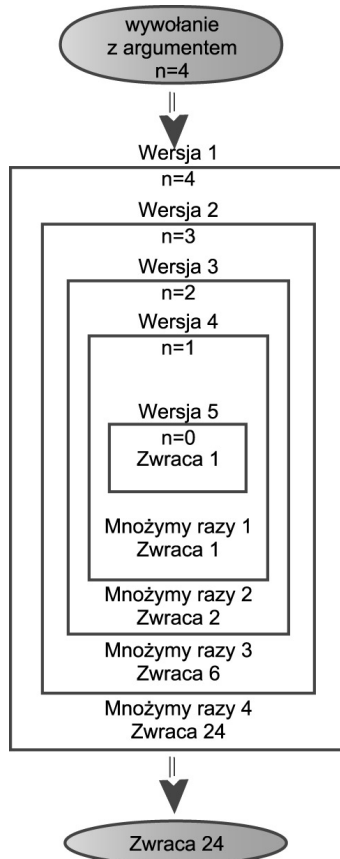 wywołanie
z argumentem
n=4
Wersja 1
n=4
Wersja 2
n=3
Wersja 3
n=2
Wersja 4
n=1
Wersja 5
n=0
Zwraca 1
Mnożymy razy 1
Zwraca 1
Mnożymy razy 2
Zwraca 2
Mnożymy razy 3
Zwraca 6
Mnożymy razy 4
Zwraca 24
Zwraca 24